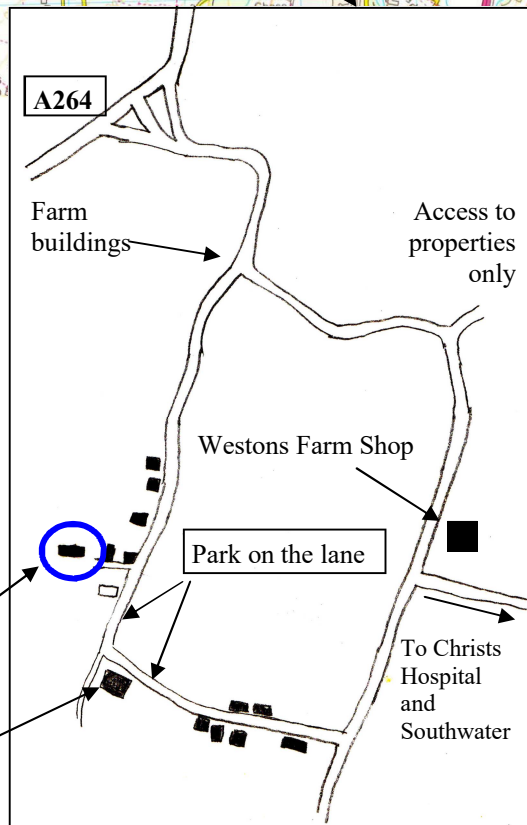 A264
Farm
buildings
Access to
properties
only
Westons Farm Shop
Park on the lane
To Christs
Hospital
and
Southwater